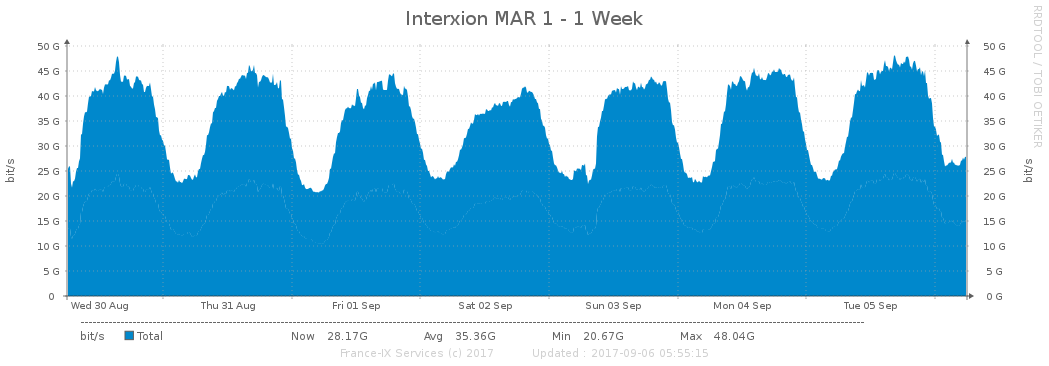 Interxion MAR 1 - 1 Week
RRDTOOL / TOBI OETIKER
50 G 50 G
45 G 45 G
40 G 40 G
35 G 35 G
30 G 30 G
25 G 25 G
20 G 20 G
15 G 15 G
10 G 10 G
5 G 5 G
0 0 G
bit/s
bit/s
Wed 30 Aug Thu 31 Aug Fri 01 Sep Sat 02 Sep Sun 03 Sep Mon 04 Sep Tue 05 Sep
bit/s Total Now 28.17G Avg 35.36G Min 20.67G Max 48.04G
France-IX Services (c) 2017 Updated : 2017-09-06 05:55:15